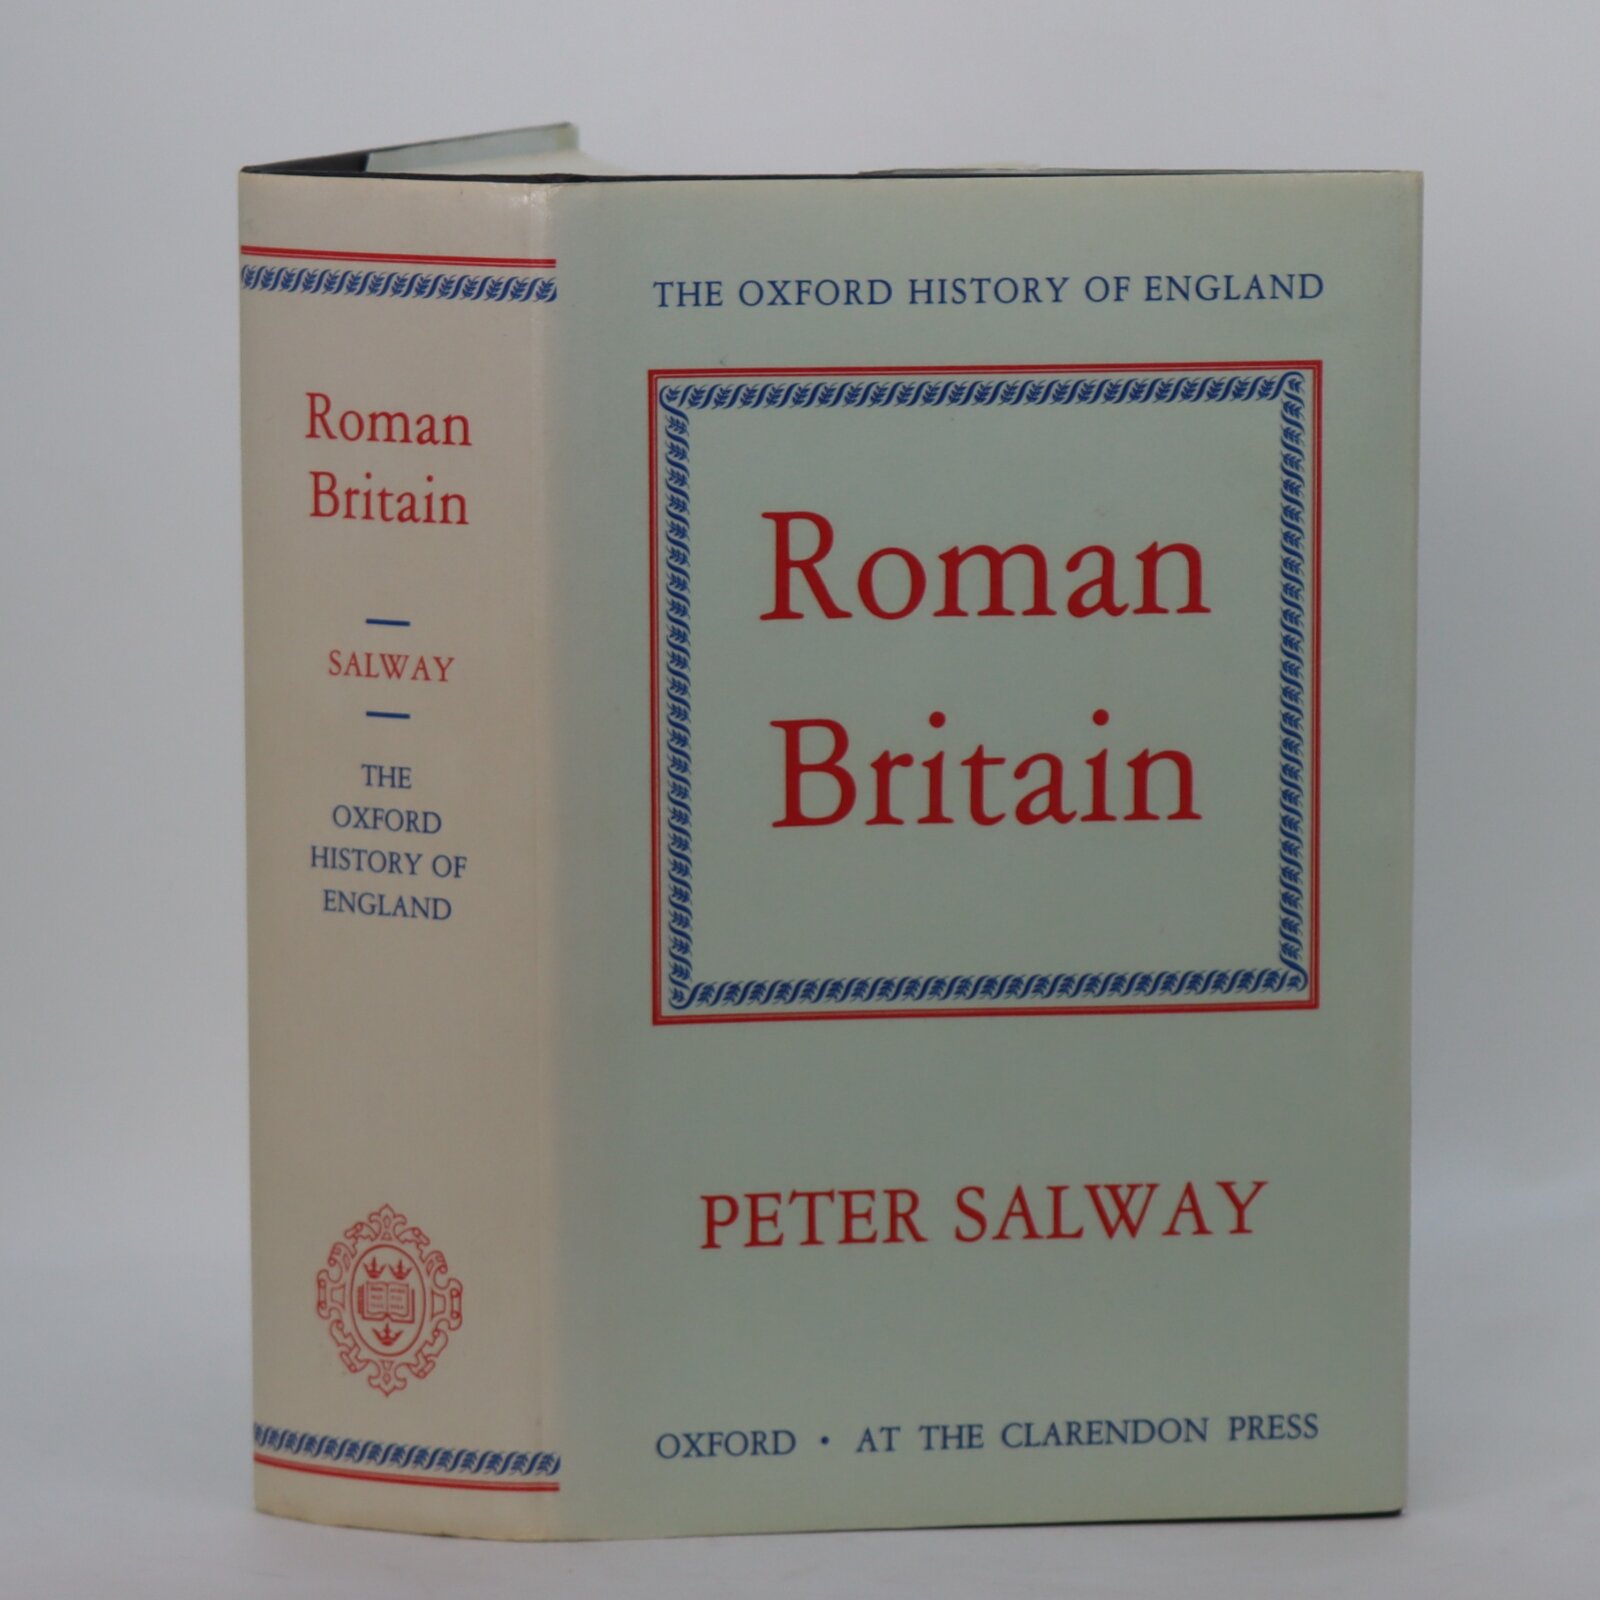 Roman
Britain
SALWAY
THE
OXFORD
HISTORY OF
ENGLAND
THE OXFORD HISTORY OF ENGLAND
Roman
Britain
PETER SALWAY
OXFORD • AT THE CLARENDON PRESS